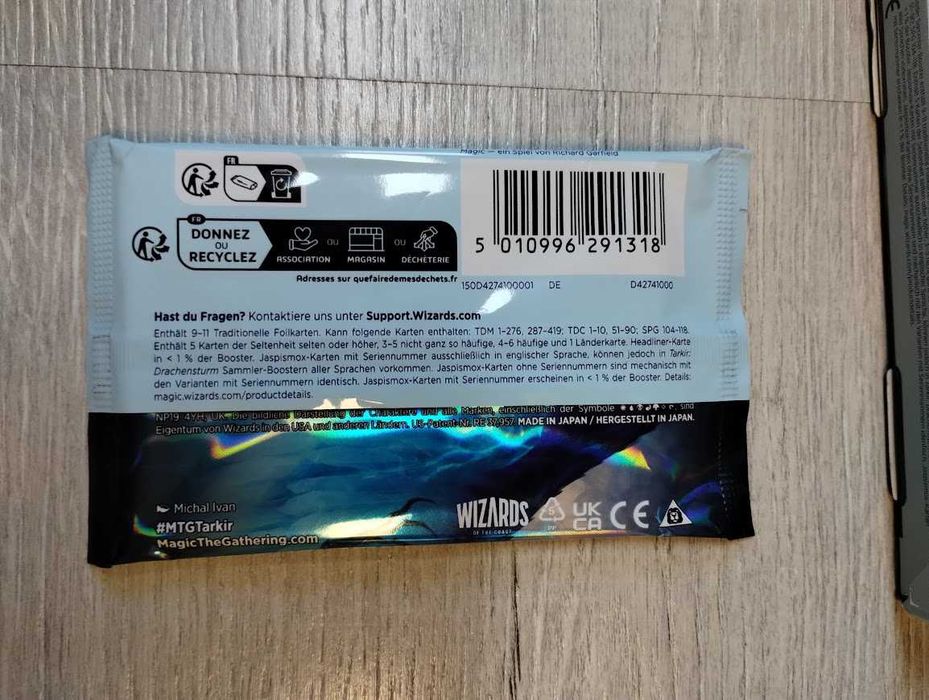 FR
Magic — ein Spiel von Richard Garfield
FR
DONNEZ
OU
RECYCLEZ
ASSOCIATION
OU
MAGASIN
OU
DÉCHÈTERIE
Adresses sur quefairedemesdechets.fr
5 010996 291318
150D4274100001 DE D42741000
Hast du Fragen? Kontaktiere uns unter Support.Wizards.com
Enthält 9–11 Traditionelle Foilkarten. Kann folgende Karten enthalten: TDM 1–276, 287–419; TDC 1–10, 51–90; SPG 104–118.
Enthält 5 Karten der Seltenheit selten oder höher, 3–5 nicht ganz so häufige, 4–6 häufige und 1 Länderkarte. Headliner-Karte
in < 1 % der Booster. Jaspismox-Karten mit Seriennummer ausschließlich in englischer Sprache, können jedoch in Tarkir:
Drachensturm Sammler-Boostern aller Sprachen vorkommen. Jaspismox-Karten ohne Seriennummern sind mechanisch mit
den Varianten mit Seriennummern identisch. Jaspismox-Karten mit Seriennummer erscheinen in < 1 % der Booster. Details:
magic.wizards.com/productdetails.
NP19 4YH, UK. Die bildliche Darstellung der Charaktere und alle Marken, einschließlich der Symbole sind
Eigentum von Wizards in den USA und anderen Ländern. US-Patent-Nr. RE 37957. MADE IN JAPAN / HERGESTELLT IN JAPAN.
Michal Ivan
#MTGTarkir
MagicTheGathering.com
WIZARDS
OF THE COAST
UK
CA
CE